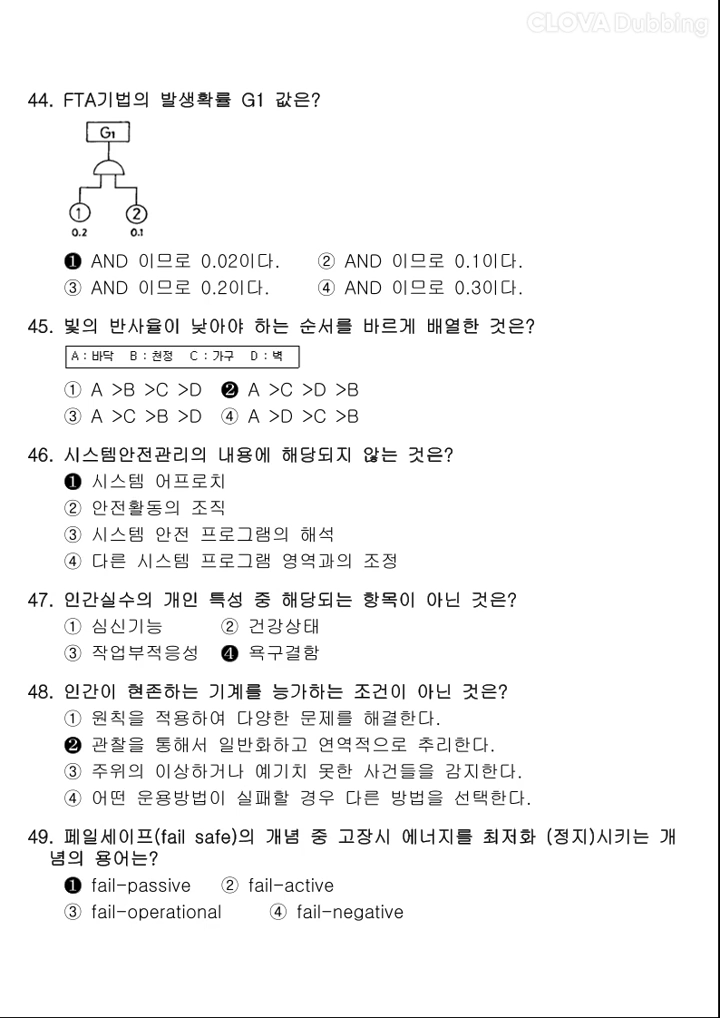 CLOVA Dubbing
44. FTA기법의 발생확률 G1 값은?
G1
1 2
0.2 0.1
❶ AND 이므로 0.02이다. ② AND 이므로 0.1이다.
③ AND 이므로 0.2이다. ④ AND 이므로 0.3이다.
45. 빛의 반사율이 낮아야 하는 순서를 바르게 배열한 것은?
A : 바닥 B : 천정 C : 가구 D : 벽
① A >B >C >D ❷ A >C >D >B
③ A >C >B >D ④ A >D >C >B
46. 시스템안전관리의 내용에 해당되지 않는 것은?
❶ 시스템 어프로치
② 안전활동의 조직
③ 시스템 안전 프로그램의 해석
④ 다른 시스템 프로그램 영역과의 조정
47. 인간실수의 개인 특성 중 해당되는 항목이 아닌 것은?
① 심신기능 ② 건강상태
③ 작업부적응성 ❹ 욕구결함
48. 인간이 현존하는 기계를 능가하는 조건이 아닌 것은?
① 원칙을 적용하여 다양한 문제를 해결한다.
❷ 관찰을 통해서 일반화하고 연역적으로 추리한다.
③ 주위의 이상하거나 예기치 못한 사건들을 감지한다.
④ 어떤 운용방법이 실패할 경우 다른 방법을 선택한다.
49. 페일세이프(fail safe)의 개념 중 고장시 에너지를 최저화 (정지)시키는 개
념의 용어는?
❶ fail-passive ② fail-active
③ fail-operational ④ fail-negative